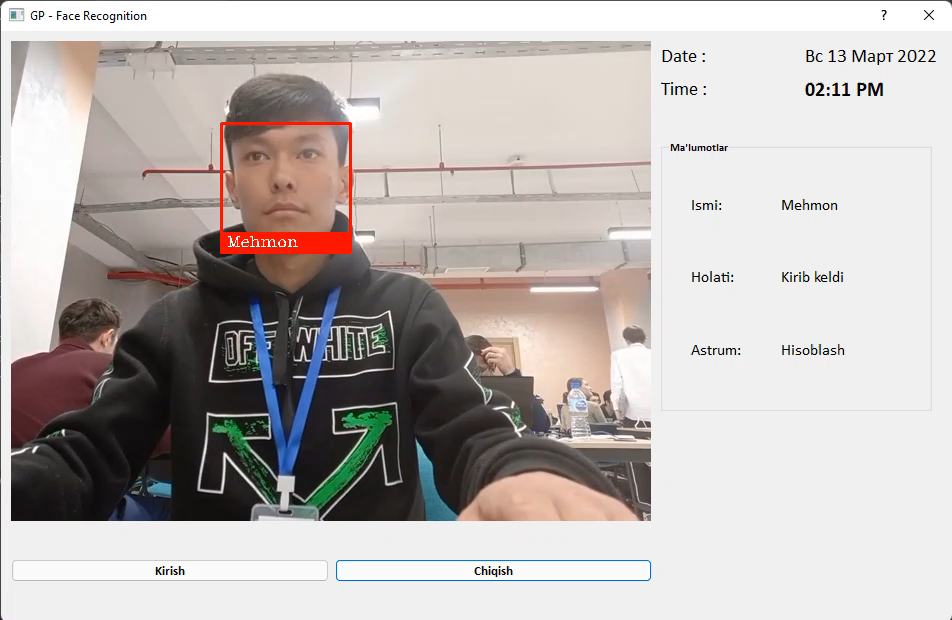 GP - Face Recognition
?
Date :
Вс 13 Март 2022
Time :
02:11 PM
Ma'lumotlar
Ismi:
Mehmon
Holati:
Kirib keldi
Astrum:
Hisoblash
Mehmon
OFF WHITE
Kirish
Chiqish